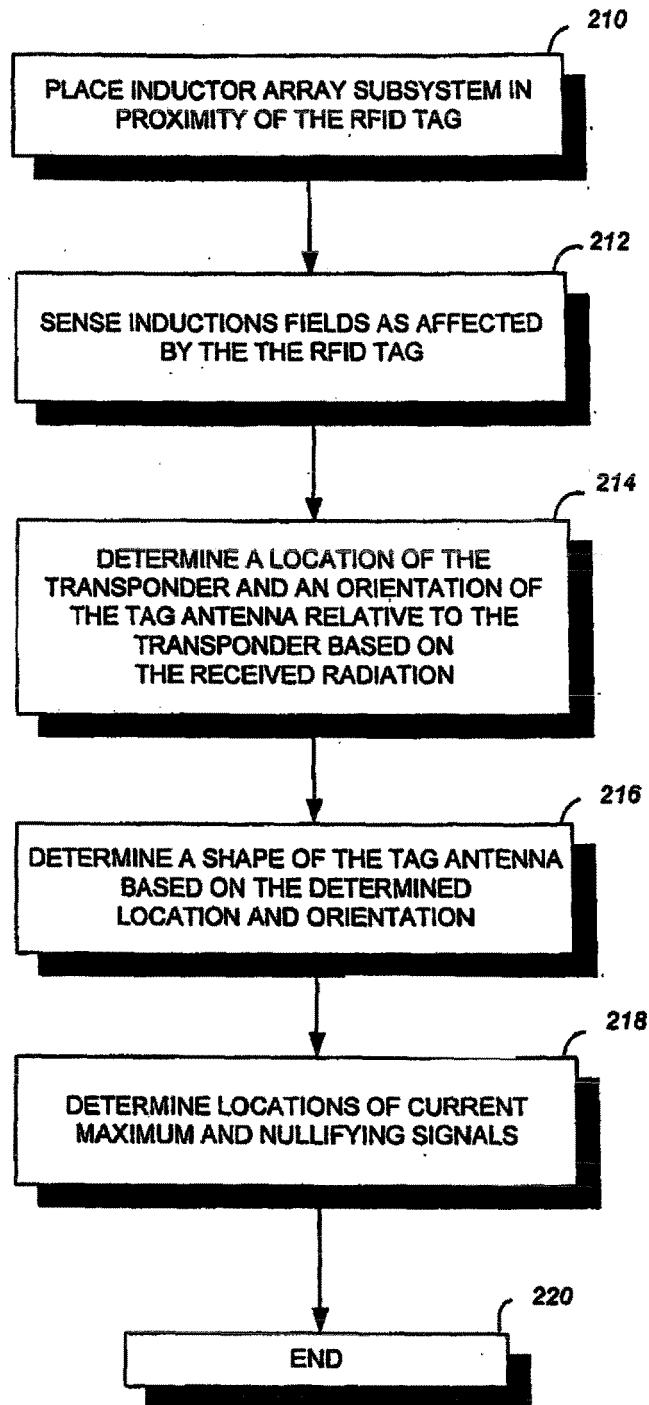 210
PLACE INDUCTOR ARRAY SUBSYSTEM IN
PROXIMITY OF THE RFID TAG
212
SENSE INDUCTIONS FIELDS AS AFFECTED
BY THE THE RFID TAG
214
DETERMINE A LOCATION OF THE
TRANSPONDER AND AN ORIENTATION OF
THE TAG ANTENNA RELATIVE TO THE
TRANSPONDER BASED ON
THE RECEIVED RADIATION
216
DETERMINE A SHAPE OF THE TAG ANTENNA
BASED ON THE DETERMINED
LOCATION AND ORIENTATION
218
DETERMINE LOCATIONS OF CURRENT
MAXIMUM AND NULLIFYING SIGNALS
220
END